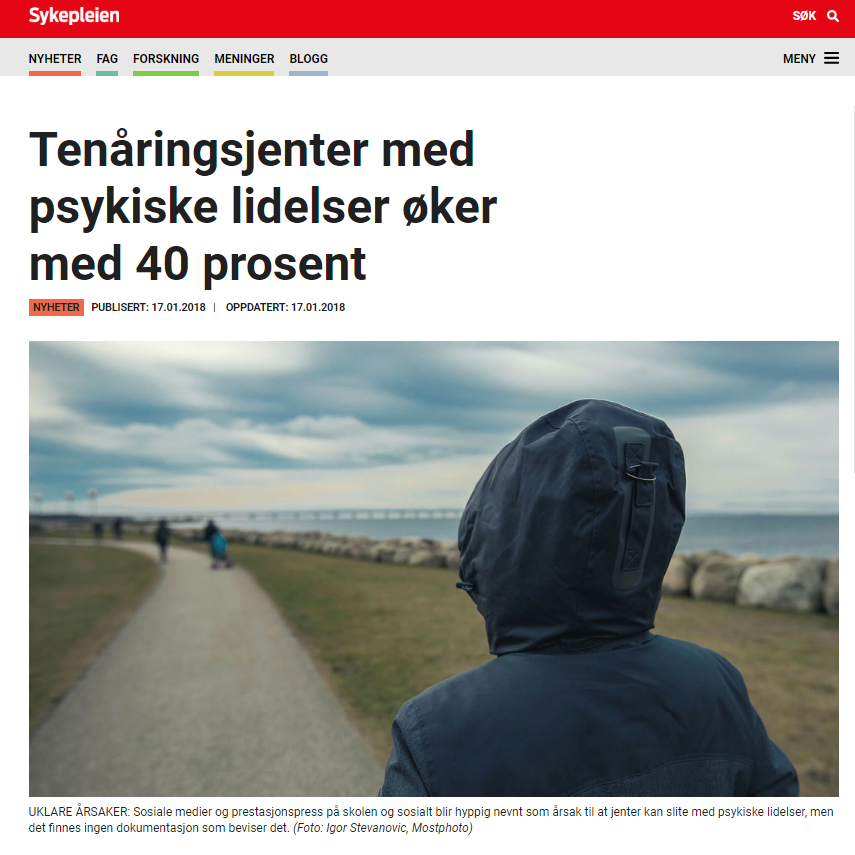 Sykepleien
SØK
NYHETER FAG FORSKNING MENINGER BLOGG
MENY
Tenåringsjenter med
psykiske lidelser øker
med 40 prosent
NYHETER PUBLISERT: 17.01.2018 | OPPDATERT: 17.01.2018
UKLARE ÅRSAKER: Sosiale medier og prestasjonspress på skolen og sosialt blir hyppig nevnt som årsak til at jenter kan slite med psykiske lidelser, men
det finnes ingen dokumentasjon som beviser det. (Foto: Igor Stevanovic, Mostphoto)